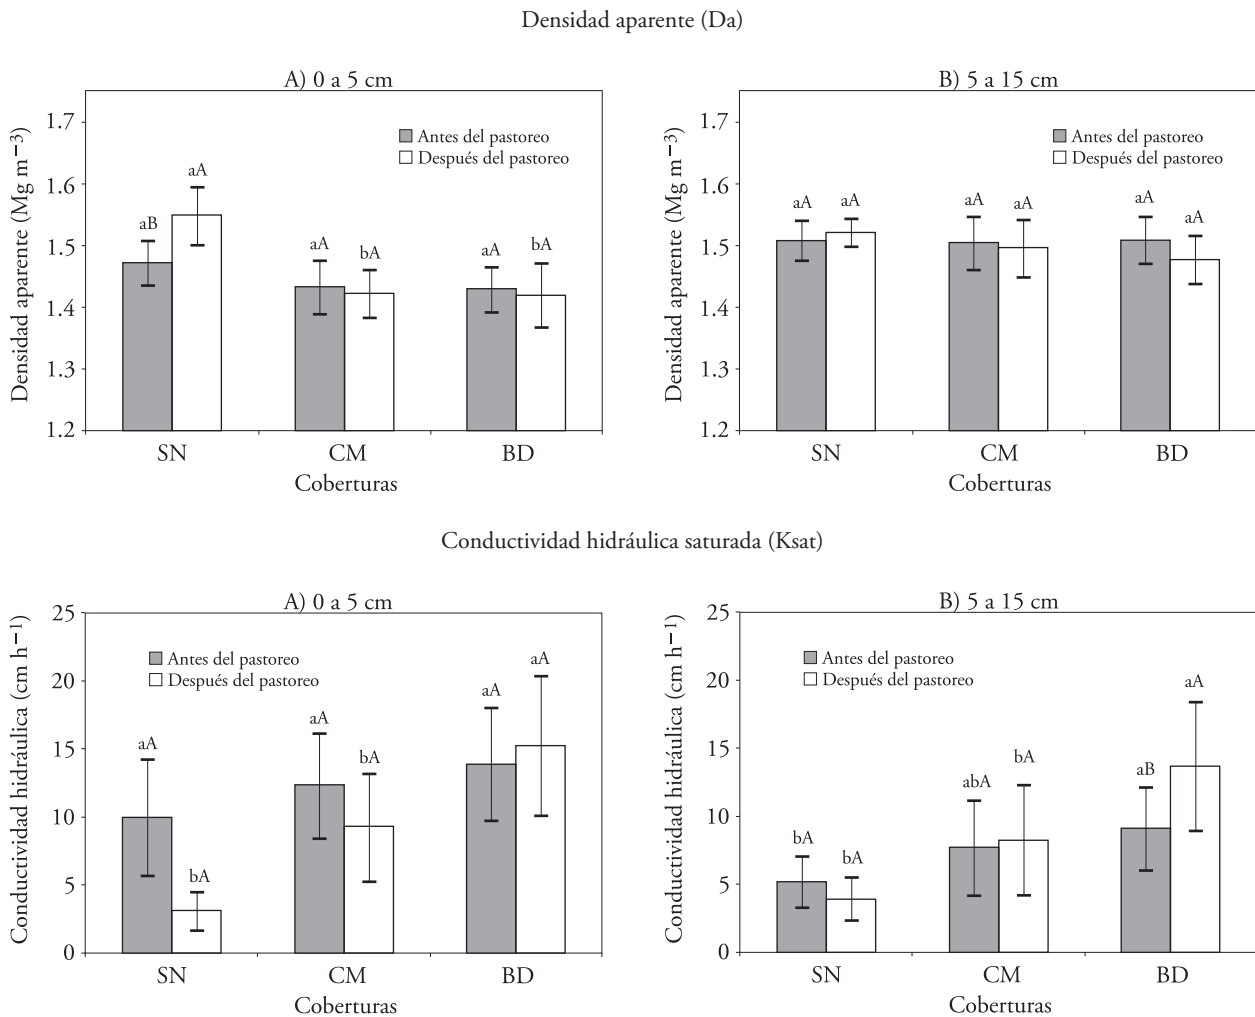 Densidad aparente (Da)
A) 0 a 5 cm
Densidad aparente (Mg m−3)
1.7
1.6
1.5
1.4
1.3
1.2
Antes del pastoreo
Después del pastoreo
aB
aA
aA
bA
aA
bA
SN
CM
BD
Coberturas
B) 5 a 15 cm
Densidad aparente (Mg m−3)
1.7
1.6
1.5
1.4
1.3
1.2
Antes del pastoreo
Después del pastoreo
aA
aA
aA
aA
aA
aA
SN
CM
BD
Coberturas
Conductividad hidráulica saturada (Ksat)
A) 0 a 5 cm
Conductividad hidráulica (cm h−1)
25
20
15
10
5
0
Antes del pastoreo
Después del pastoreo
aA
bA
aA
bA
aA
aA
SN
CM
BD
Coberturas
B) 5 a 15 cm
Conductividad hidráulica (cm h−1)
25
20
15
10
5
0
Antes del pastoreo
Después del pastoreo
bA
bA
abA
bA
aB
aA
SN
CM
BD
Coberturas